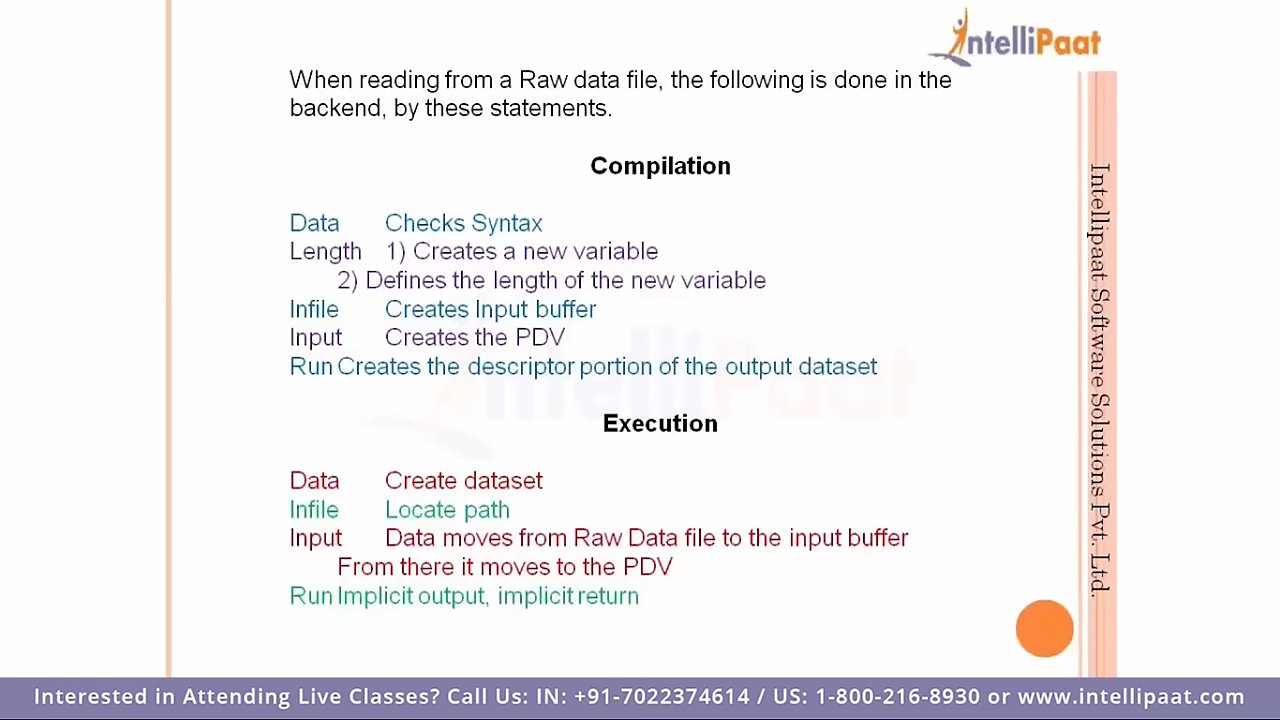 IntelliPaat
When reading from a Raw data file, the following is done in the
backend, by these statements.
Compilation
Data Checks Syntax
Length 1) Creates a new variable
2) Defines the length of the new variable
Infile Creates Input buffer
Input Creates the PDV
Run Creates the descriptor portion of the output dataset
IntelliPaat
Execution
Data Create dataset
Infile Locate path
Input Data moves from Raw Data file to the input buffer
From there it moves to the PDV
Run Implicit output, implicit return
Intellipaat Software Solutions Pvt. Ltd.
Interested in Attending Live Classes? Call Us: IN: +91-7022374614 / US: 1-800-216-8930 or www.intellipaat.com